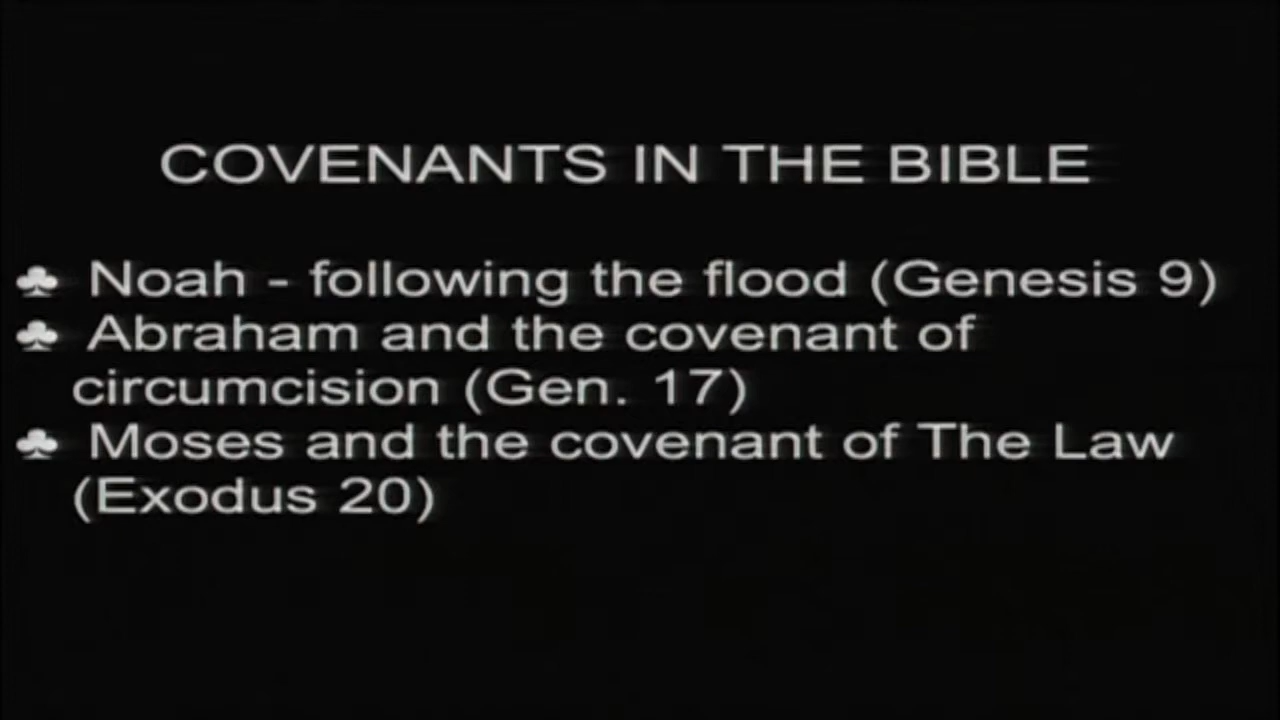 COVENANTS IN THE BIBLE
♣ Noah - following the flood (Genesis 9)
♣ Abraham and the covenant of
circumcision (Gen. 17)
♣ Moses and the covenant of The Law
(Exodus 20)